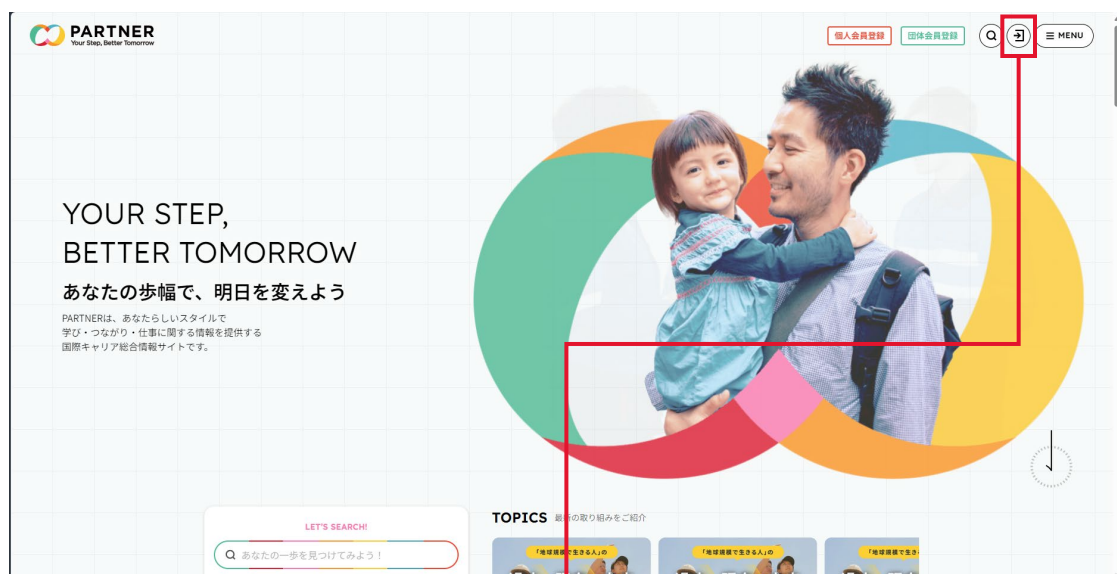 PARTNER
Your Step, Better Tomorrow
個人会員登録
団体会員登録
MENU
YOUR STEP,
BETTER TOMORROW
あなたの歩幅で、明日を変えよう
PARTNERは、あなたらしいスタイルで
学び・つながり・仕事に関する情報を提供する
国際キャリア総合情報サイトです。
LET'S SEARCH!
あなたの一歩を見つけてみよう！
TOPICS 最新の取り組みをご紹介
「地球規模で生きる人」の
「地球規模で生きる人」の
「地球規模で生き